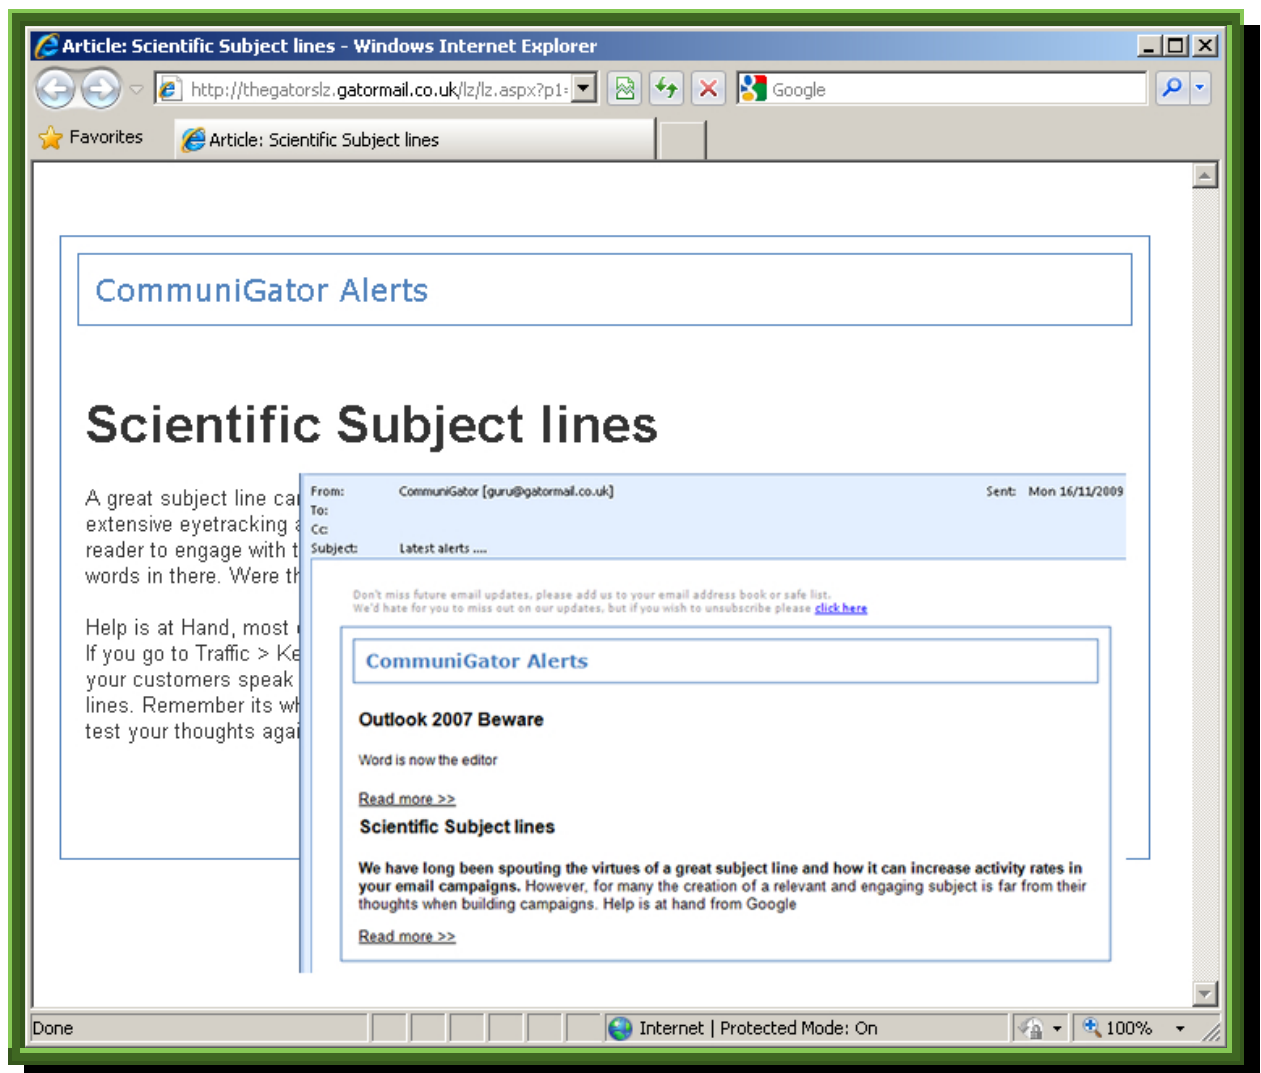 Article: Scientific Subject lines - Windows Internet Explorer
http://thegatorslz.gatormail.co.uk/lz/lz.aspx?p1=
Google
Favorites
Article: Scientific Subject lines
CommuniGator Alerts
Scientific Subject lines
A great subject line
extensive eyetracking
reader to engage with
words in there. Were
Help is at Hand, most
If you go to Traffic >
your customers speak
lines. Remember its
test your thoughts
From: CommuniGator [guru@gatormail.co.uk] Sent: Mon 16/11/2009
To:
Cc:
Subject: Latest alerts ....
Don't miss future email updates, please add us to your email address book or safe list.
We'd hate for you to miss out on our updates, but if you wish to unsubscribe please click here
CommuniGator Alerts
Outlook 2007 Beware
Word is now the editor
Read more >>
Scientific Subject lines
We have long been spouting the virtues of a great subject line and how it can increase activity rates in
your email campaigns. However, for many the creation of a relevant and engaging subject is far from their
thoughts when building campaigns. Help is at hand from Google
Read more >>
Done
Internet | Protected Mode: On
100%